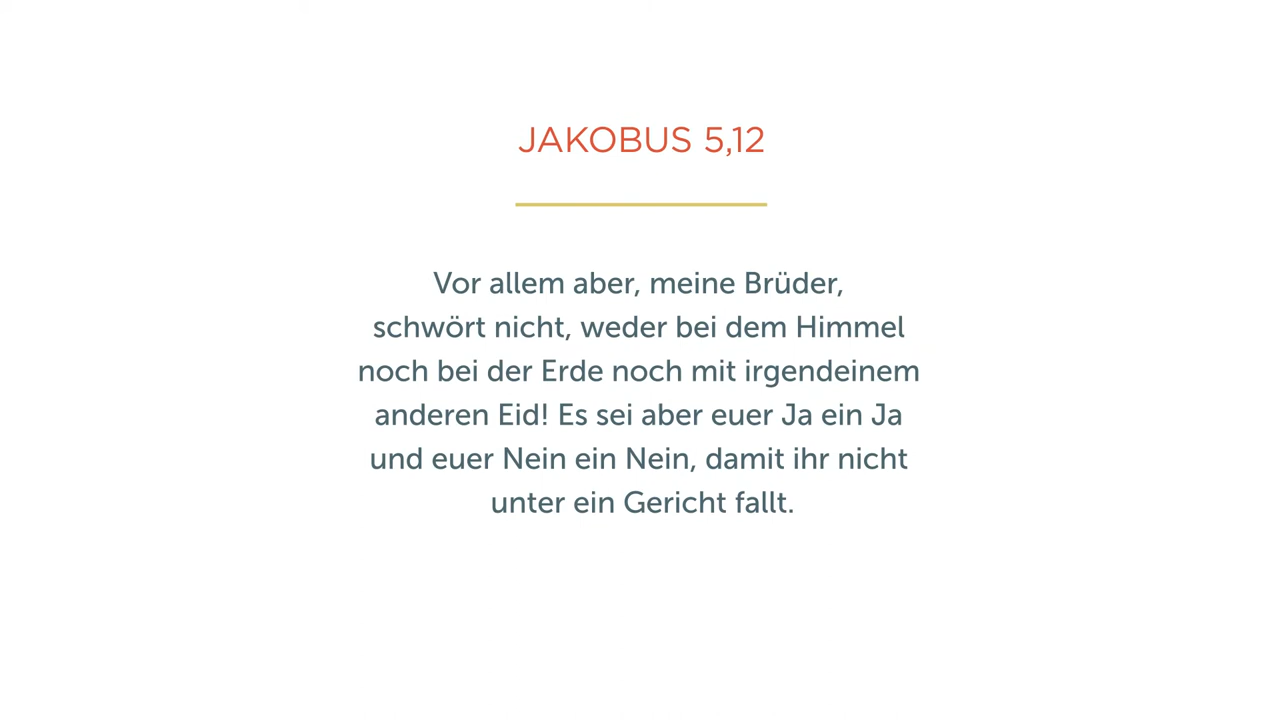 JAKOBUS 5,12
Vor allem aber, meine Brüder,
schwört nicht, weder bei dem Himmel
noch bei der Erde noch mit irgendeinem
anderen Eid! Es sei aber euer Ja ein Ja
und euer Nein ein Nein, damit ihr nicht
unter ein Gericht fallt.